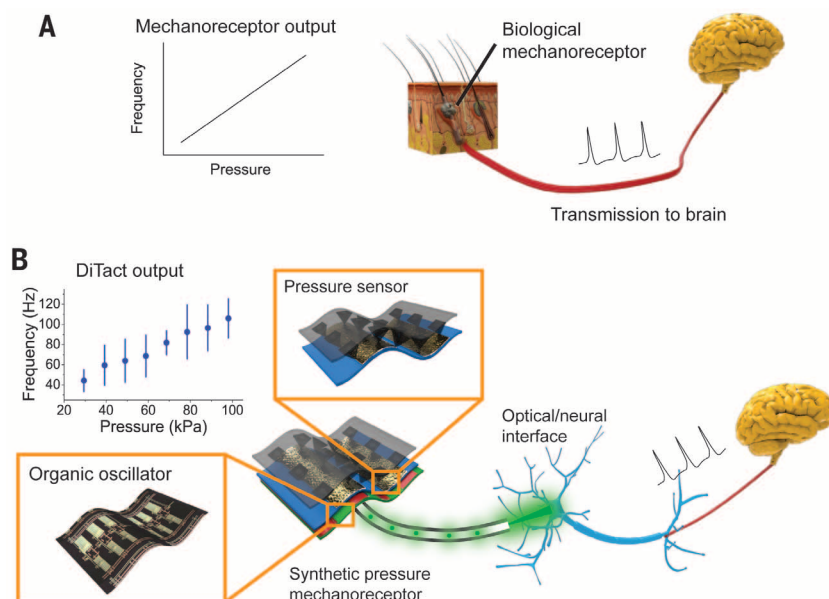 A
Mechanoreceptor output
Frequency
Pressure
Biological
mechanoreceptor
Transmission to brain
B
DiTact output
Frequency (Hz)
120
100
80
60
40
20
40
60
80
100
Pressure (kPa)
Pressure sensor
Organic oscillator
Optical/neural
interface
Synthetic pressure
mechanoreceptor